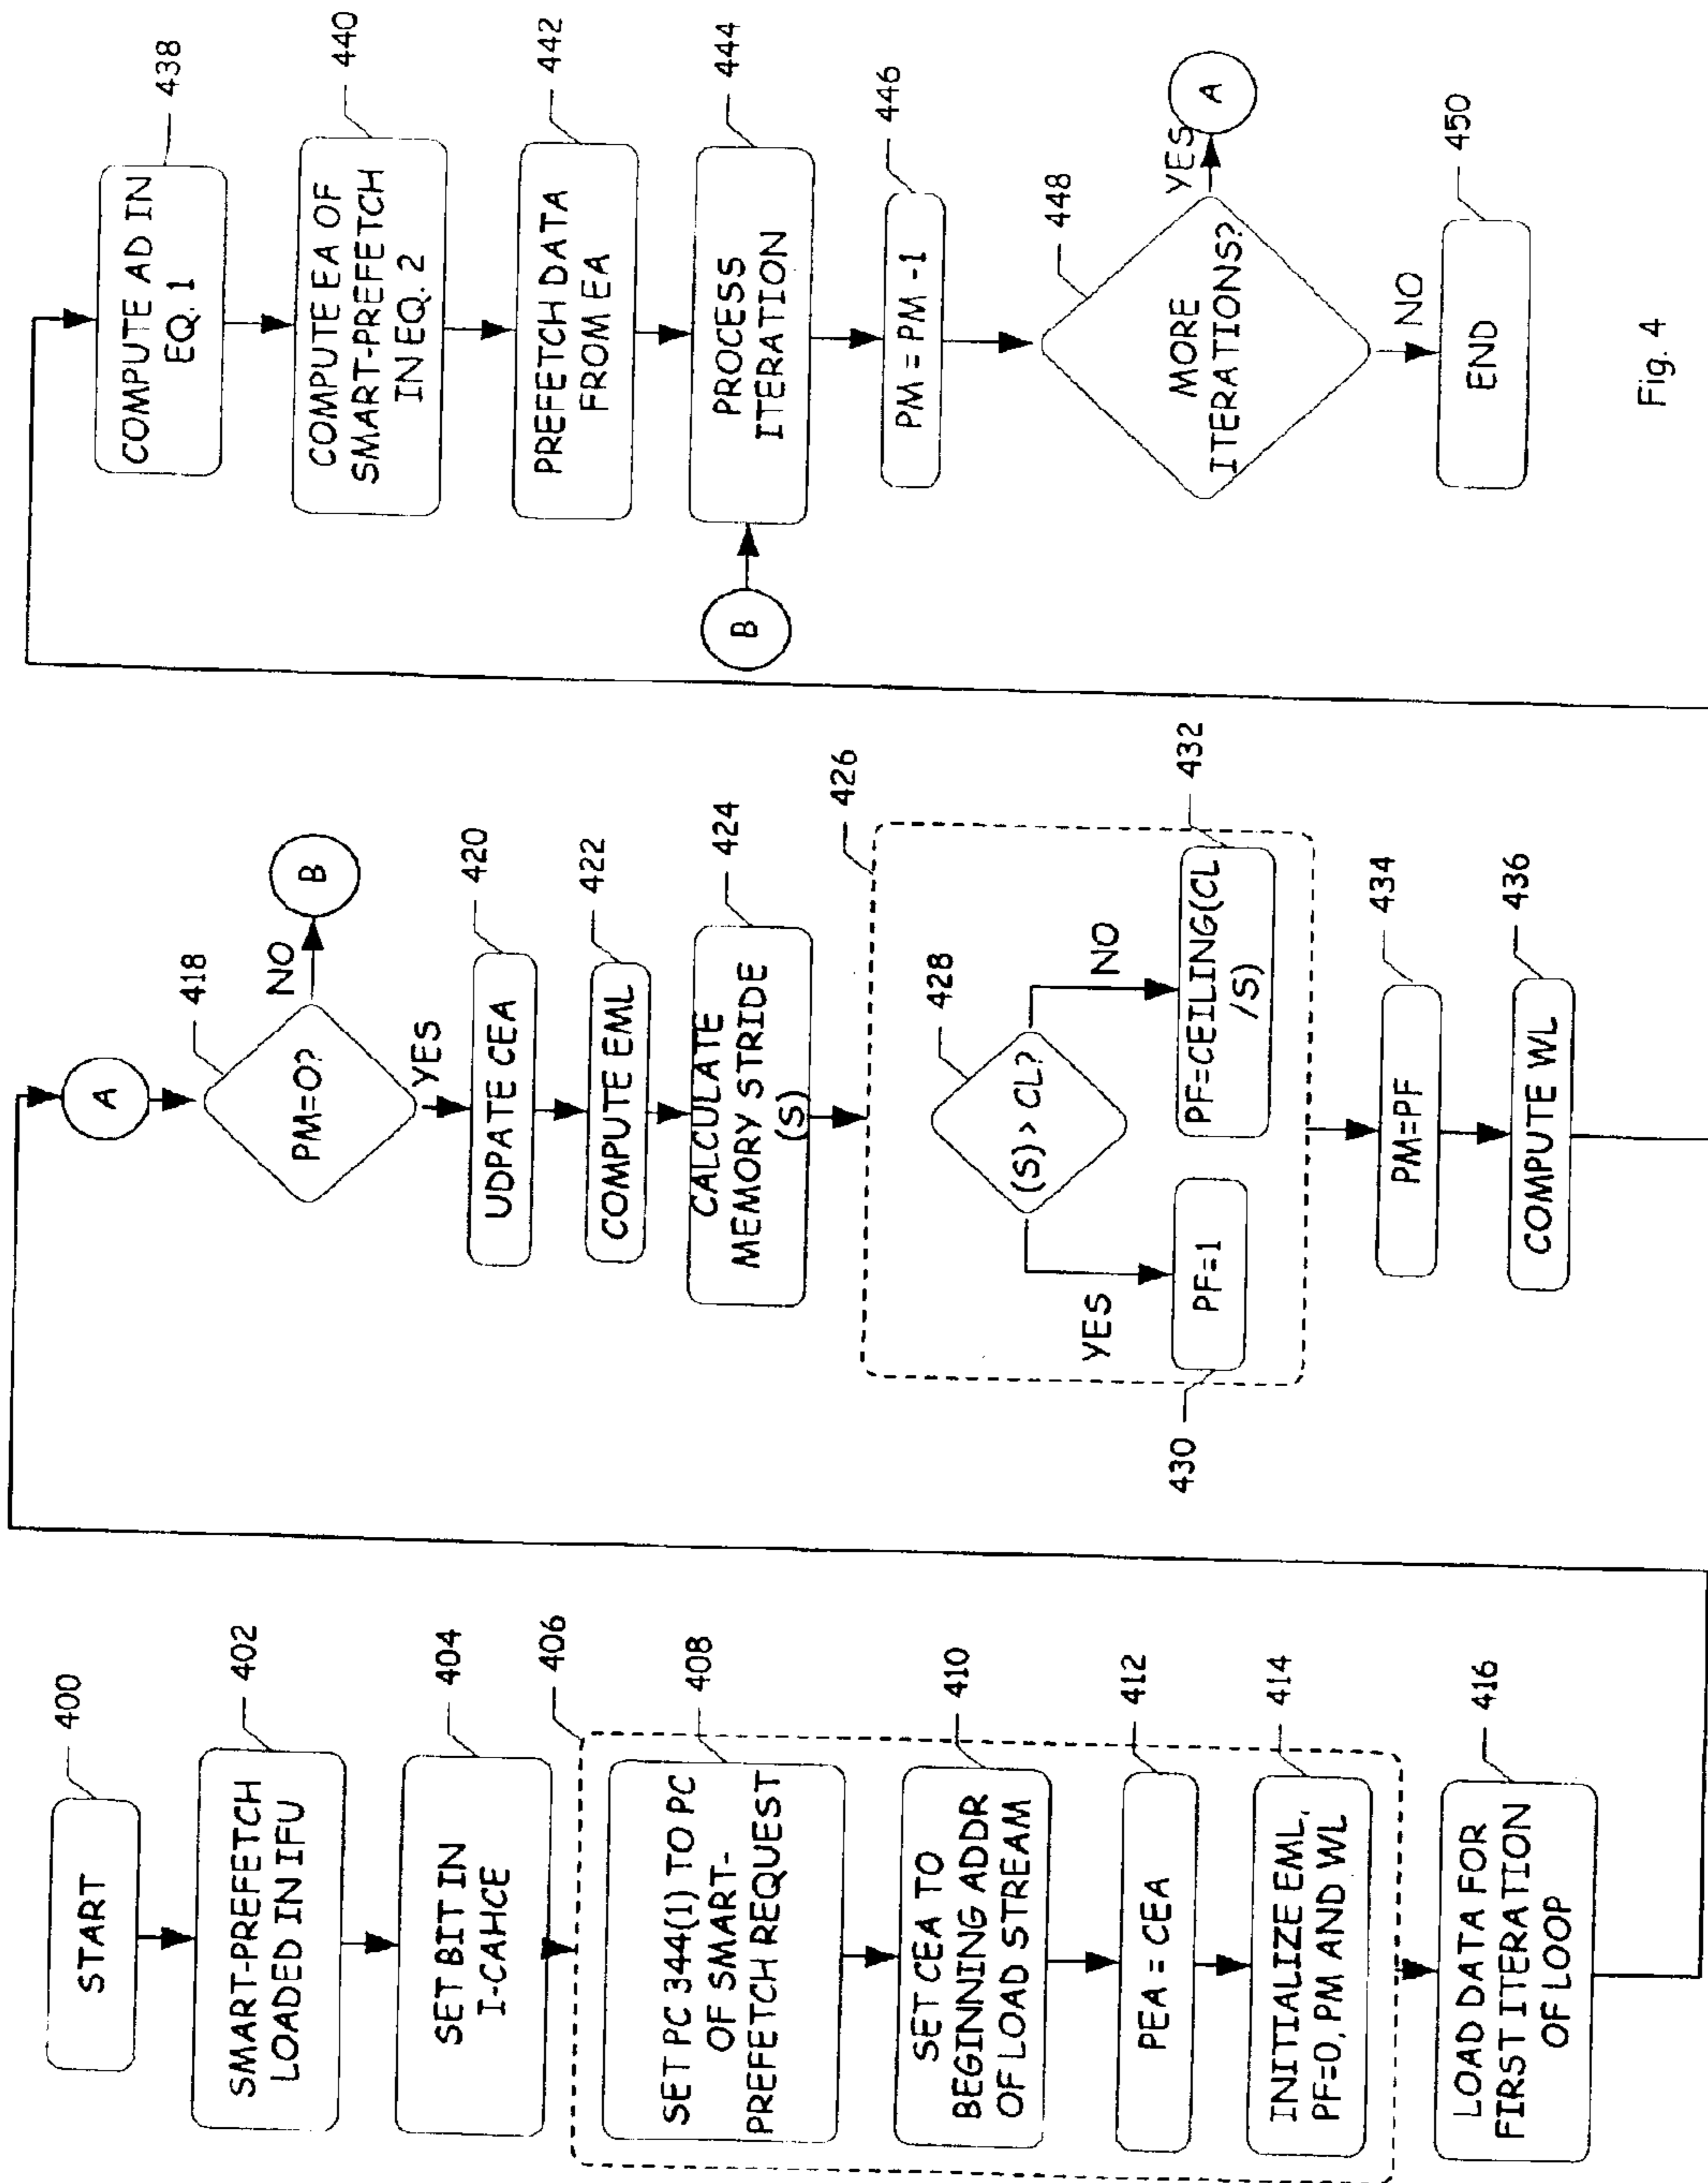 START
400
SMART-PREFETCH
LOADED IN IFU
402
SET BIT IN
I-CAHCE
404
406
SET PC 344(1) TO PC
OF SMART-
PREFETCH REQUEST
408
SET CEA TO
BEGINNING ADDR
OF LOAD STREAM
410
PEA = CEA
412
INITIALIZE EML,
PF=0, PM AND WL
414
LOAD DATA FOR
FIRST ITERATION
OF LOOP
416
A
PM=0?
418
NO
B
YES
UDPATE CEA
420
COMPUTE EML
422
CALCULATE
MEMORY STRIDE
(S)
424
426
(S) > CL?
428
YES
NO
PF=1
430
PF=CEILING(CL
/S)
432
PM=PF
434
COMPUTE WL
436
COMPUTE AD IN
EQ. 1
438
COMPUTE EA OF
SMART-PREFETCH
IN EQ. 2
440
PREFETCH DATA
FROM EA
442
B
PROCESS
ITERATION
444
PM = PM -1
446
MORE
ITERATIONS?
448
YES
A
NO
END
450
Fig. 4